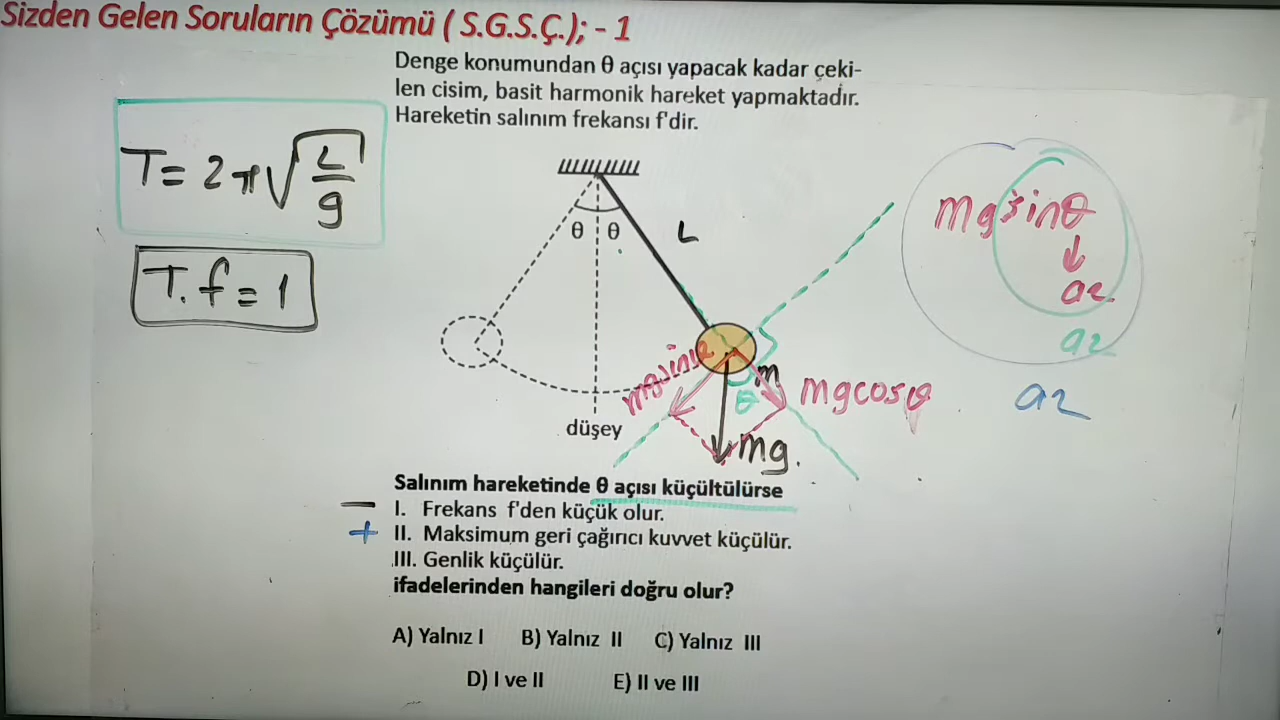 Sizden Gelen Soruların Çözümü ( S.G.S.Ç.); - 1
Denge konumundan θ açısı yapacak kadar çeki-
len cisim, basit harmonik hareket yapmaktadır.
Hareketin salınım frekansı f'dir.
T = 2π√L/g
T.f = 1
θ θ
L
mgsinθ
az
az
az
m
θ
mgcosθ
mg.
düşey
Salınım hareketinde θ açısı küçültülürse
— I. Frekans f'den küçük olur.
+ II. Maksimum geri çağırıcı kuvvet küçülür.
III. Genlik küçülür.
ifadelerinden hangileri doğru olur?
A) Yalnız I B) Yalnız II C) Yalnız III
D) I ve II E) II ve III